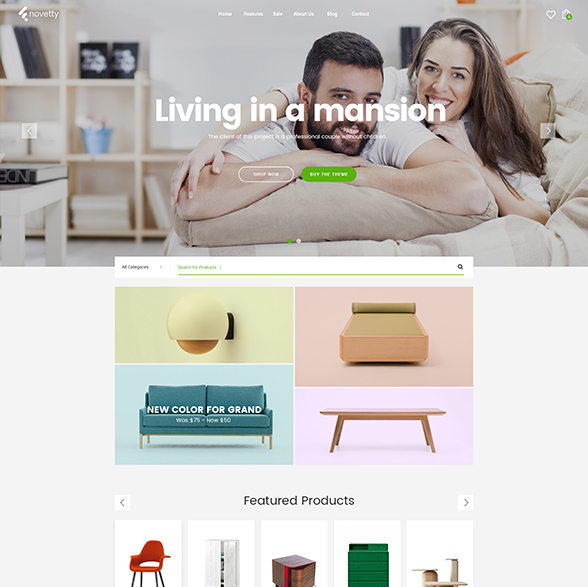 novetty
Home Features Sale About Us Blog Contact
0
Living in a mansion
The client of this project is a professional couple without children.
SHOP NOW BUY THE THEME
All Categories Search for Products
NEW COLOR FOR GRAND
Was $75 - Now $50
Featured Products